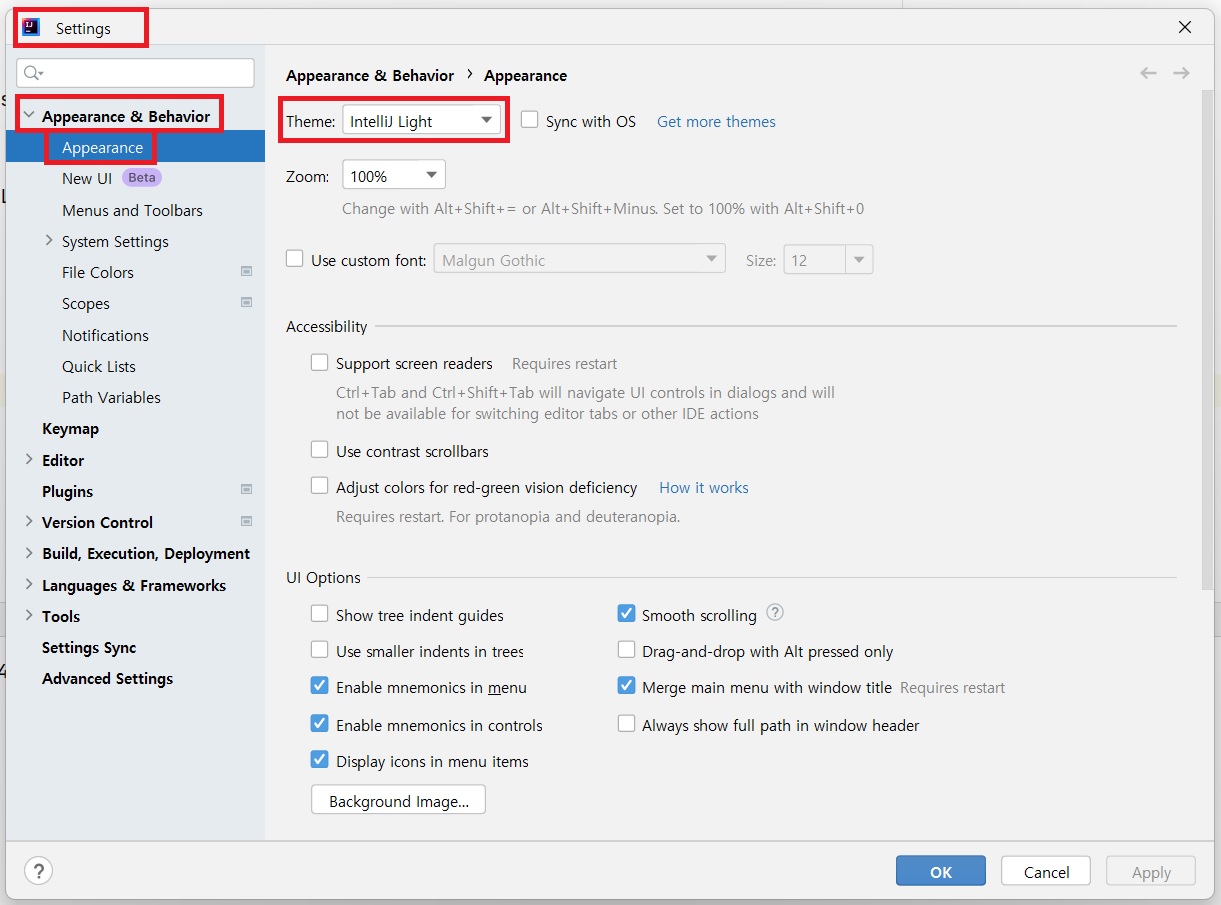 Settings
Appearance & Behavior
Appearance
New UI Beta
Menus and Toolbars
System Settings
File Colors
Scopes
Notifications
Quick Lists
Path Variables
Keymap
Editor
Plugins
Version Control
Build, Execution, Deployment
Languages & Frameworks
Tools
Settings Sync
Advanced Settings
Appearance & Behavior › Appearance
Theme: IntelliJ Light Sync with OS Get more themes
Zoom: 100%
Change with Alt+Shift+= or Alt+Shift+Minus. Set to 100% with Alt+Shift+0
Use custom font: Malgun Gothic Size: 12
Accessibility
Support screen readers Requires restart
Ctrl+Tab and Ctrl+Shift+Tab will navigate UI controls in dialogs and will
not be available for switching editor tabs or other IDE actions
Use contrast scrollbars
Adjust colors for red-green vision deficiency How it works
Requires restart. For protanopia and deuteranopia.
UI Options
Show tree indent guides Smooth scrolling ?
Use smaller indents in trees Drag-and-drop with Alt pressed only
Enable mnemonics in menu Merge main menu with window title Requires restart
Enable mnemonics in controls Always show full path in window header
Display icons in menu items
Background Image...
? OK Cancel Apply